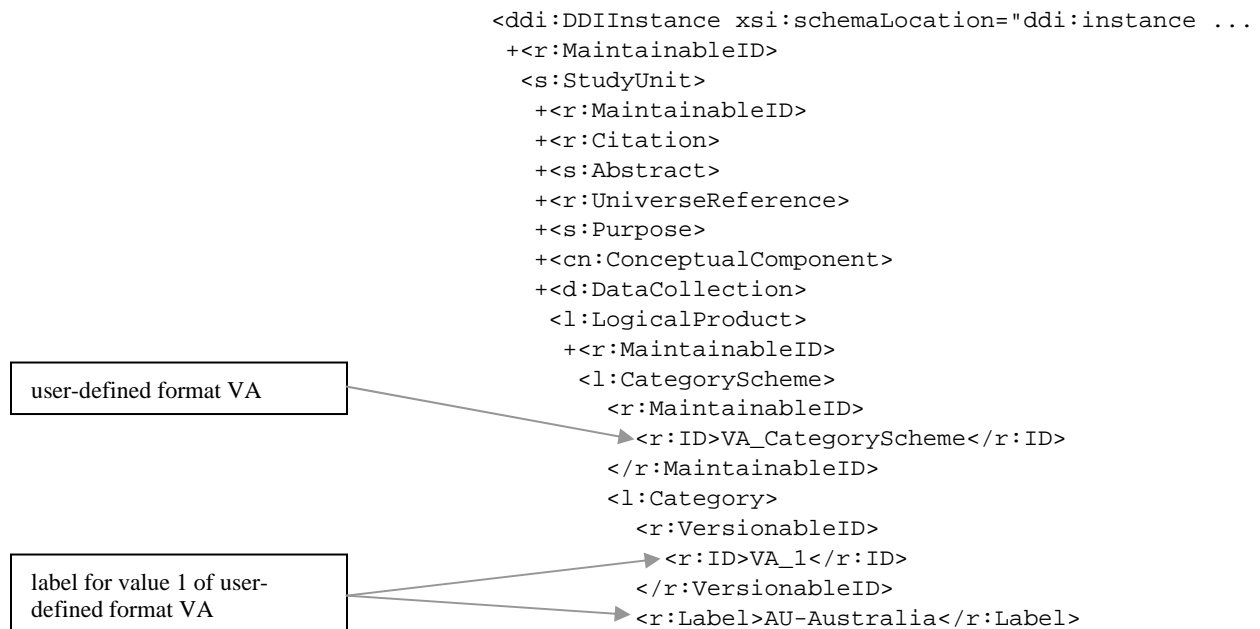 <ddi:DDIInstance xsi:schemaLocation="ddi:instance ...
+<r:MaintainableID>
<s:StudyUnit>
+<r:MaintainableID>
+<r:Citation>
+<s:Abstract>
+<r:UniverseReference>
+<s:Purpose>
+<cn:ConceptualComponent>
+<d:DataCollection>
<l:LogicalProduct>
+<r:MaintainableID>
<l:CategoryScheme>
user-defined format VA
<r:MaintainableID>
<r:ID>VA_CategoryScheme</r:ID>
</r:MaintainableID>
<l:Category>
<r:VersionableID>
<r:ID>VA_1</r:ID>
label for value 1 of user-
defined format VA
</r:VersionableID>
<r:Label>AU-Australia</r:Label>